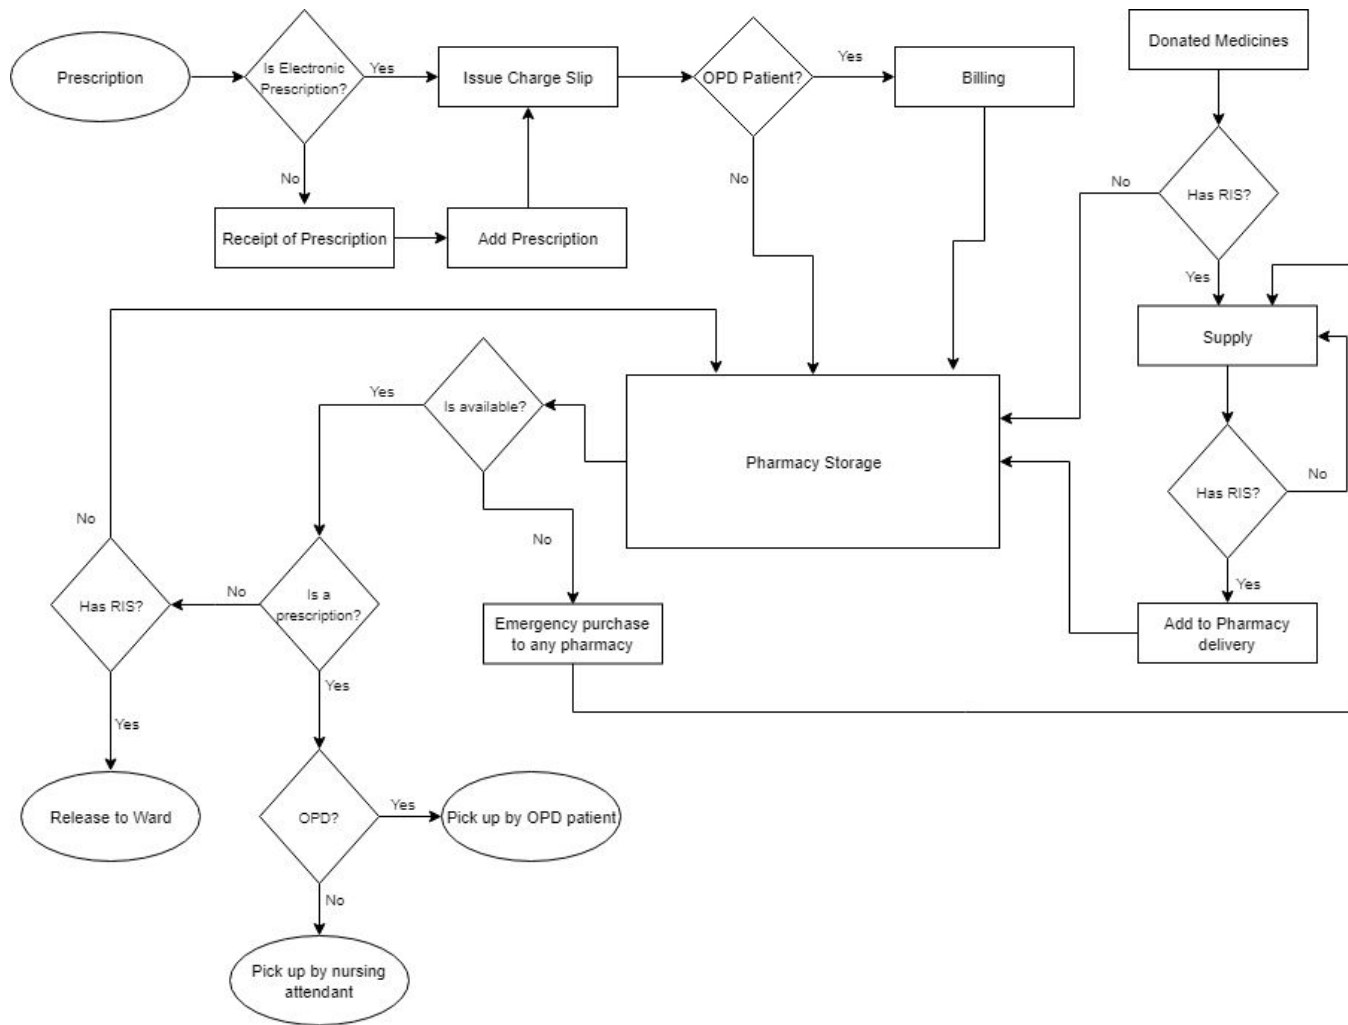 Prescription
Is Electronic
Prescription?
Yes
Issue Charge Slip
OPD Patient?
Yes
Billing
Donated Medicines
No
Receipt of Prescription
Add Prescription
No
No
Has RIS?
Yes
Supply
Yes
Is available?
Pharmacy Storage
Has RIS?
No
No
No
Yes
Has RIS?
No
Is a
prescription?
Emergency purchase
to any pharmacy
Add to Pharmacy
delivery
Yes
Yes
Release to Ward
OPD?
Yes
Pick up by OPD patient
No
Pick up by nursing
attendant